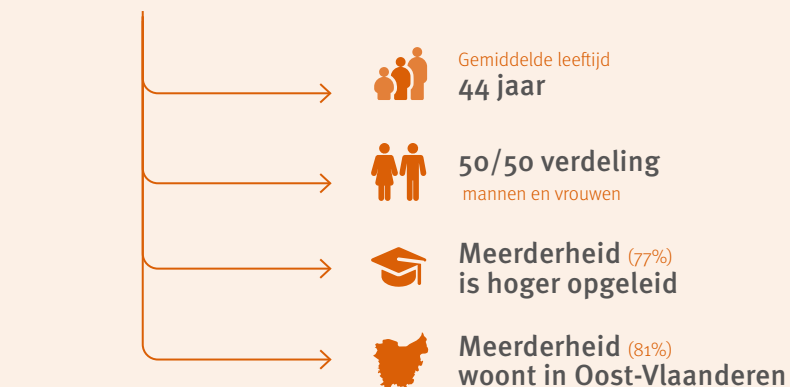 Gemiddelde leeftijd
44 jaar
50/50 verdeling
mannen en vrouwen
Meerderheid (77%)
is hoger opgeleid
Meerderheid (81%)
woont in Oost-Vlaanderen